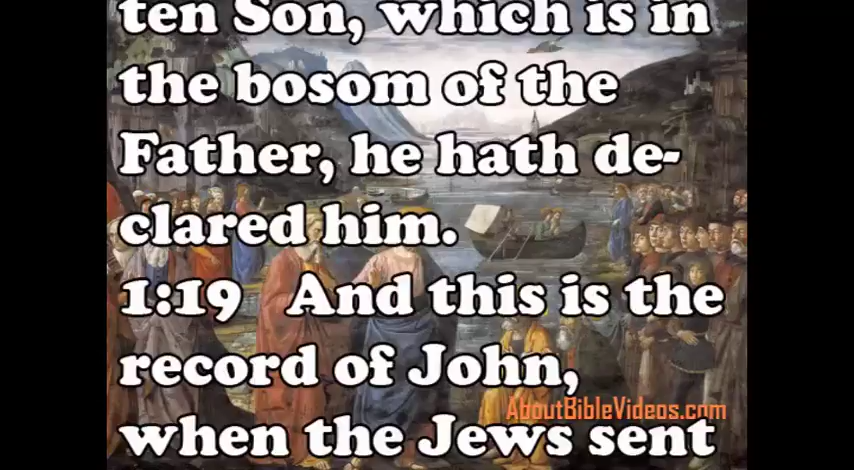 ten Son, which is in
the bosom of the
Father, he hath de-
clared him.
1:19 And this is the
record of John,
AboutBibleVideos.com
when the Jews sent